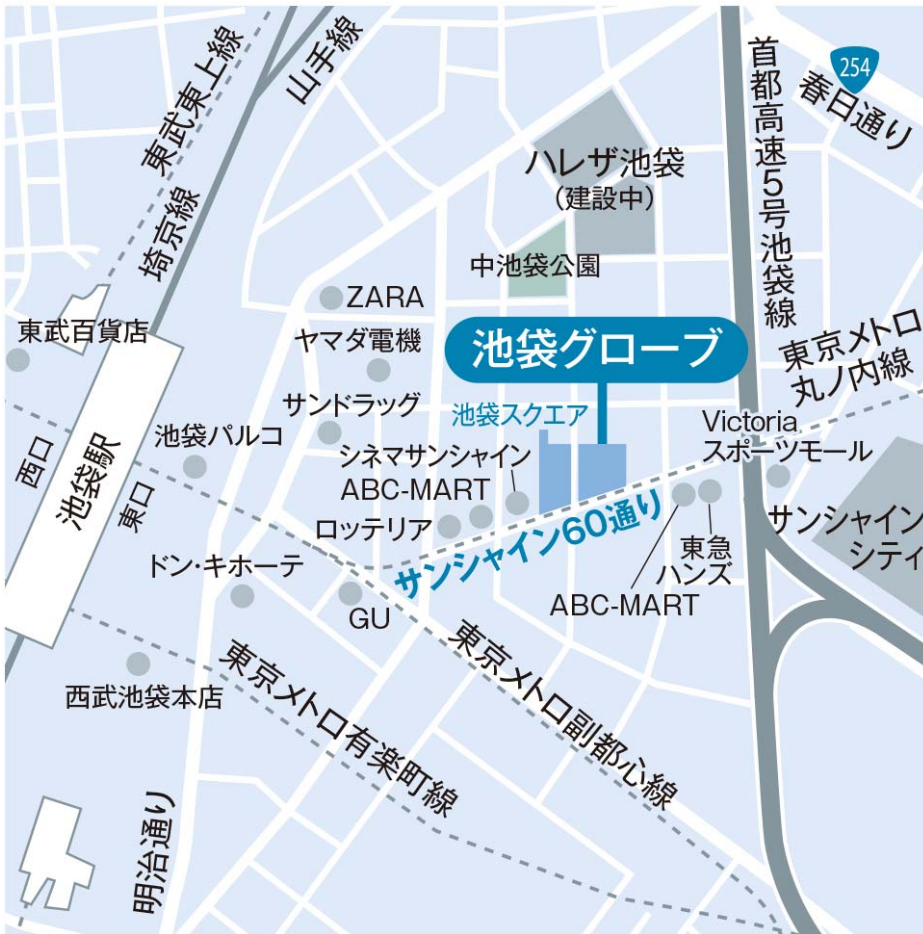 東武東上線
山手線
埼京線
254
春日通り
首都高速5号池袋線
ハレザ池袋
(建設中)
中池袋公園
ZARA
東武百貨店
ヤマダ電機
池袋グローブ
東京メトロ
丸ノ内線
サンドラッグ
池袋スクエア
Victoria
スポーツモール
池袋パルコ
シネマサンシャイン
ABC-MART
西口
池袋駅
東口
ロッテリア
サンシャイン60通り
サンシャイン
シティ
東急
ハンズ
ドン・キホーテ
ABC-MART
GU
西武池袋本店
東京メトロ有楽町線
東京メトロ副都心線
明治通り